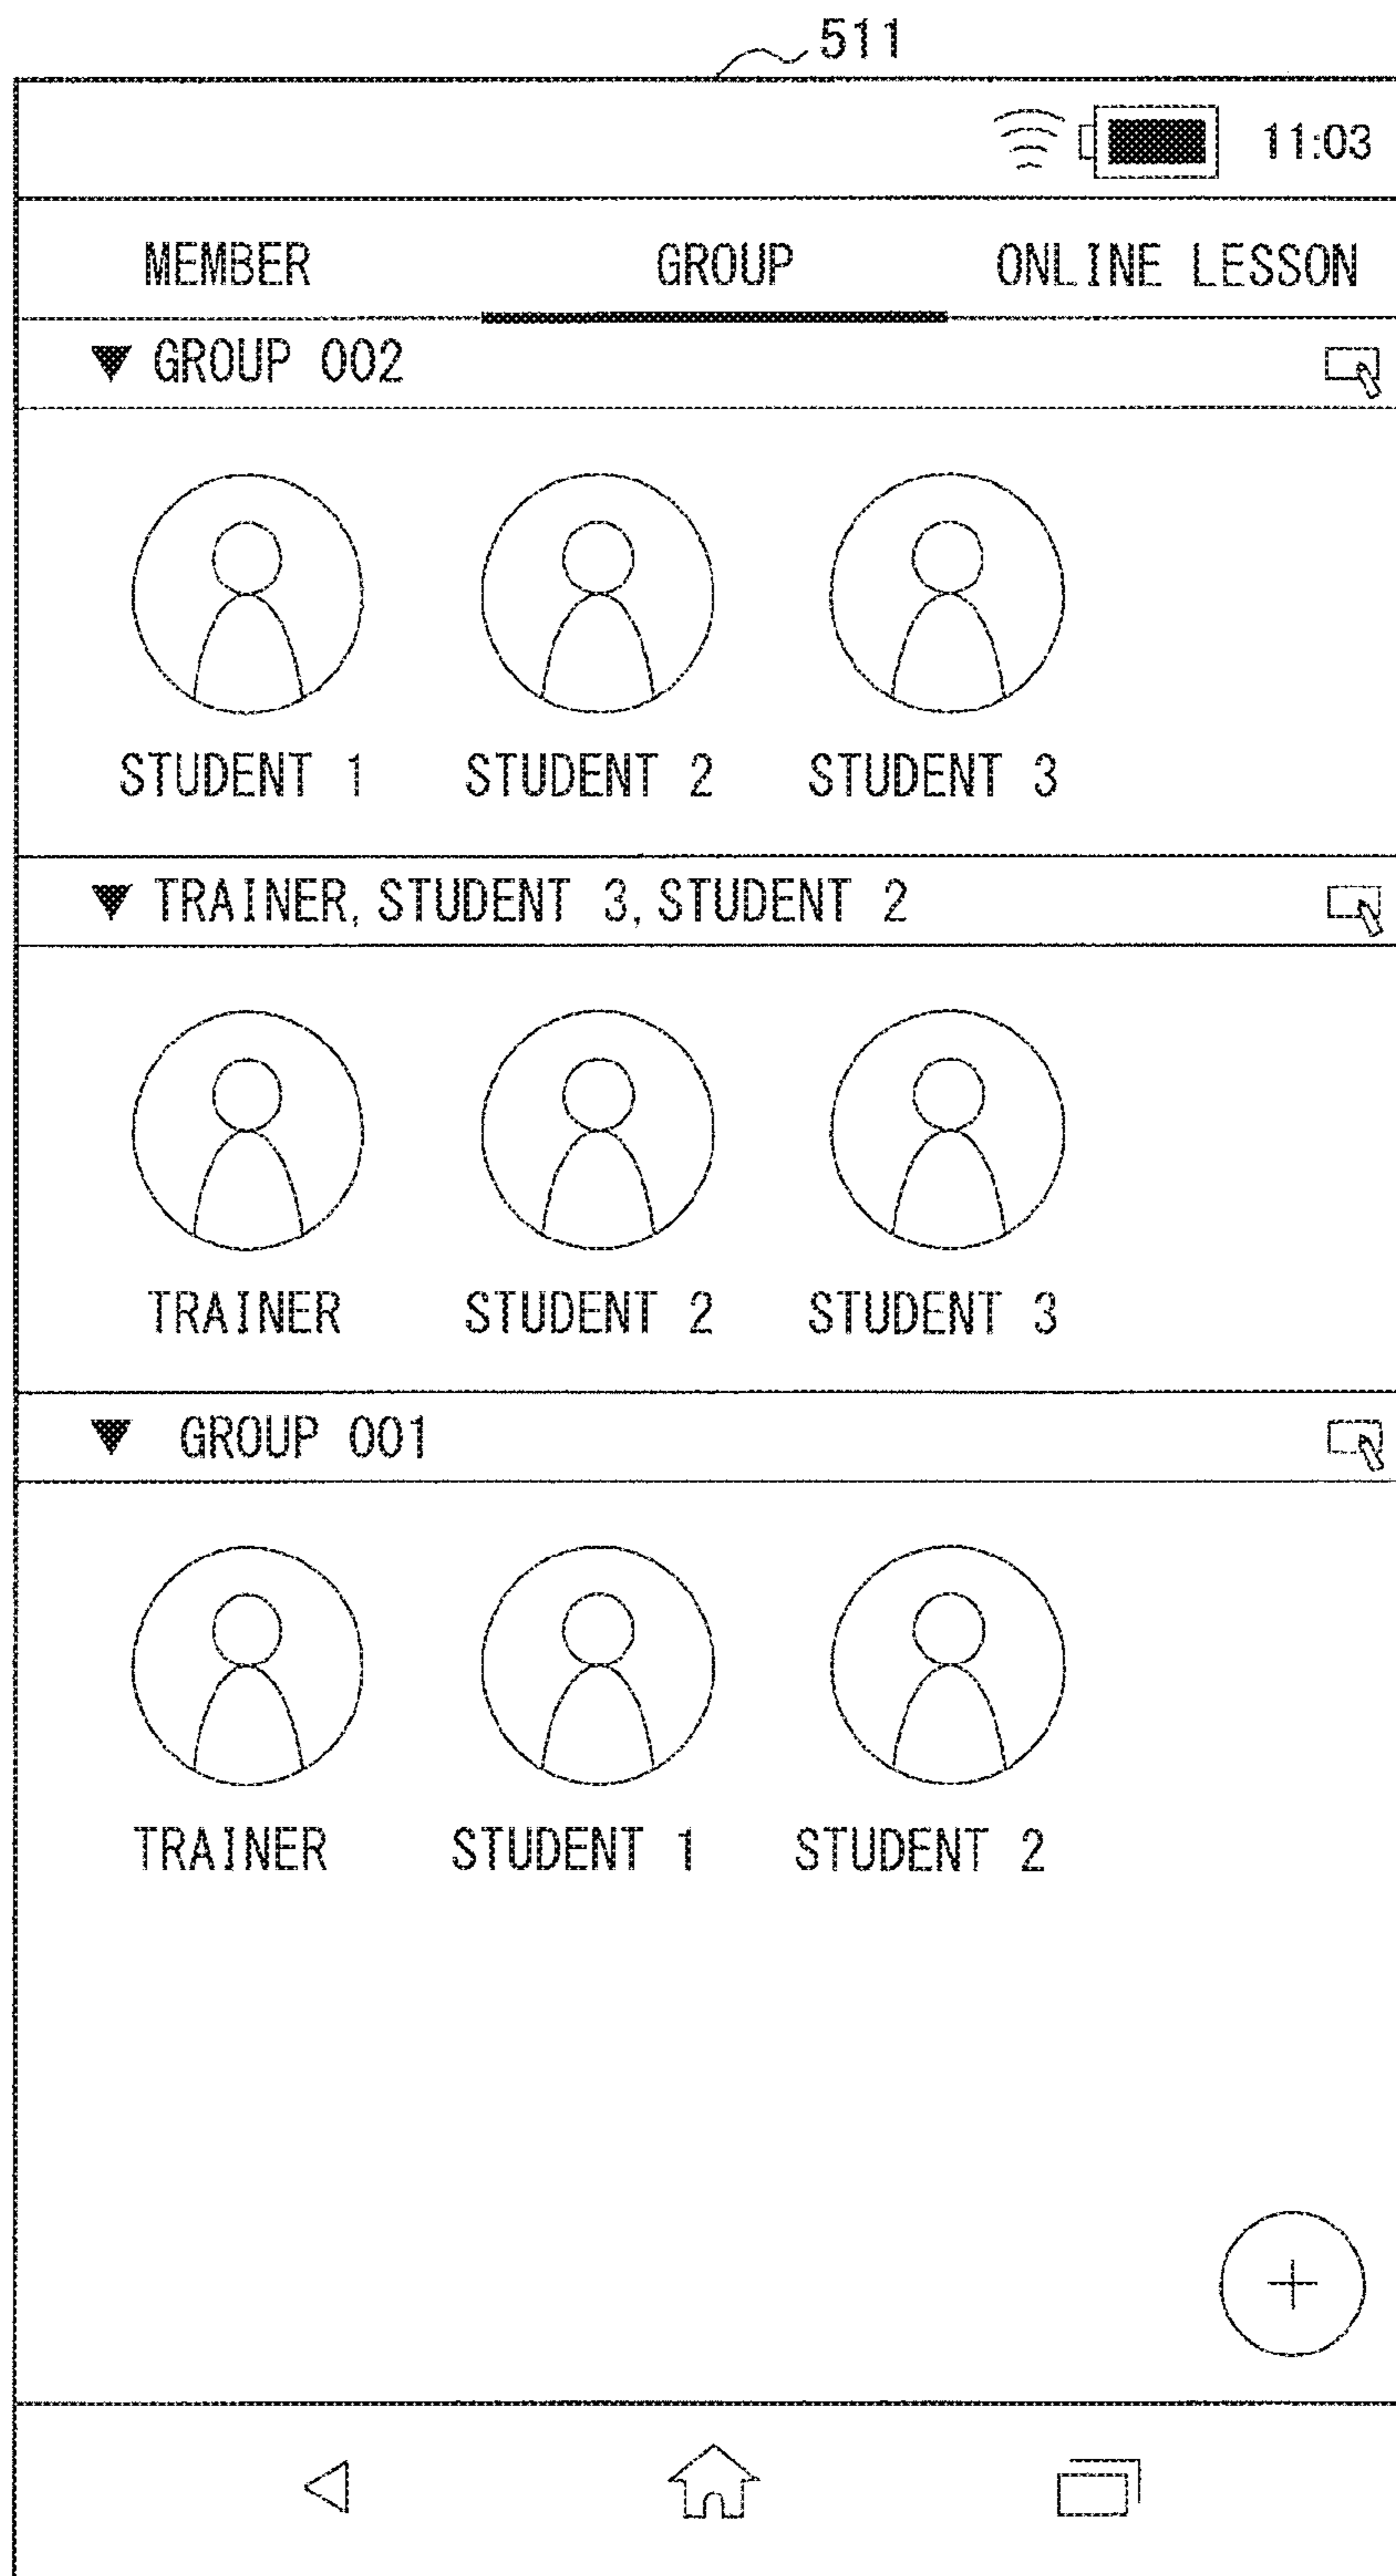 511
11:03
MEMBER GROUP ONLINE LESSON
▼ GROUP 002
STUDENT 1 STUDENT 2 STUDENT 3
▼ TRAINER, STUDENT 3, STUDENT 2
TRAINER STUDENT 2 STUDENT 3
▼ GROUP 001
TRAINER STUDENT 1 STUDENT 2
+